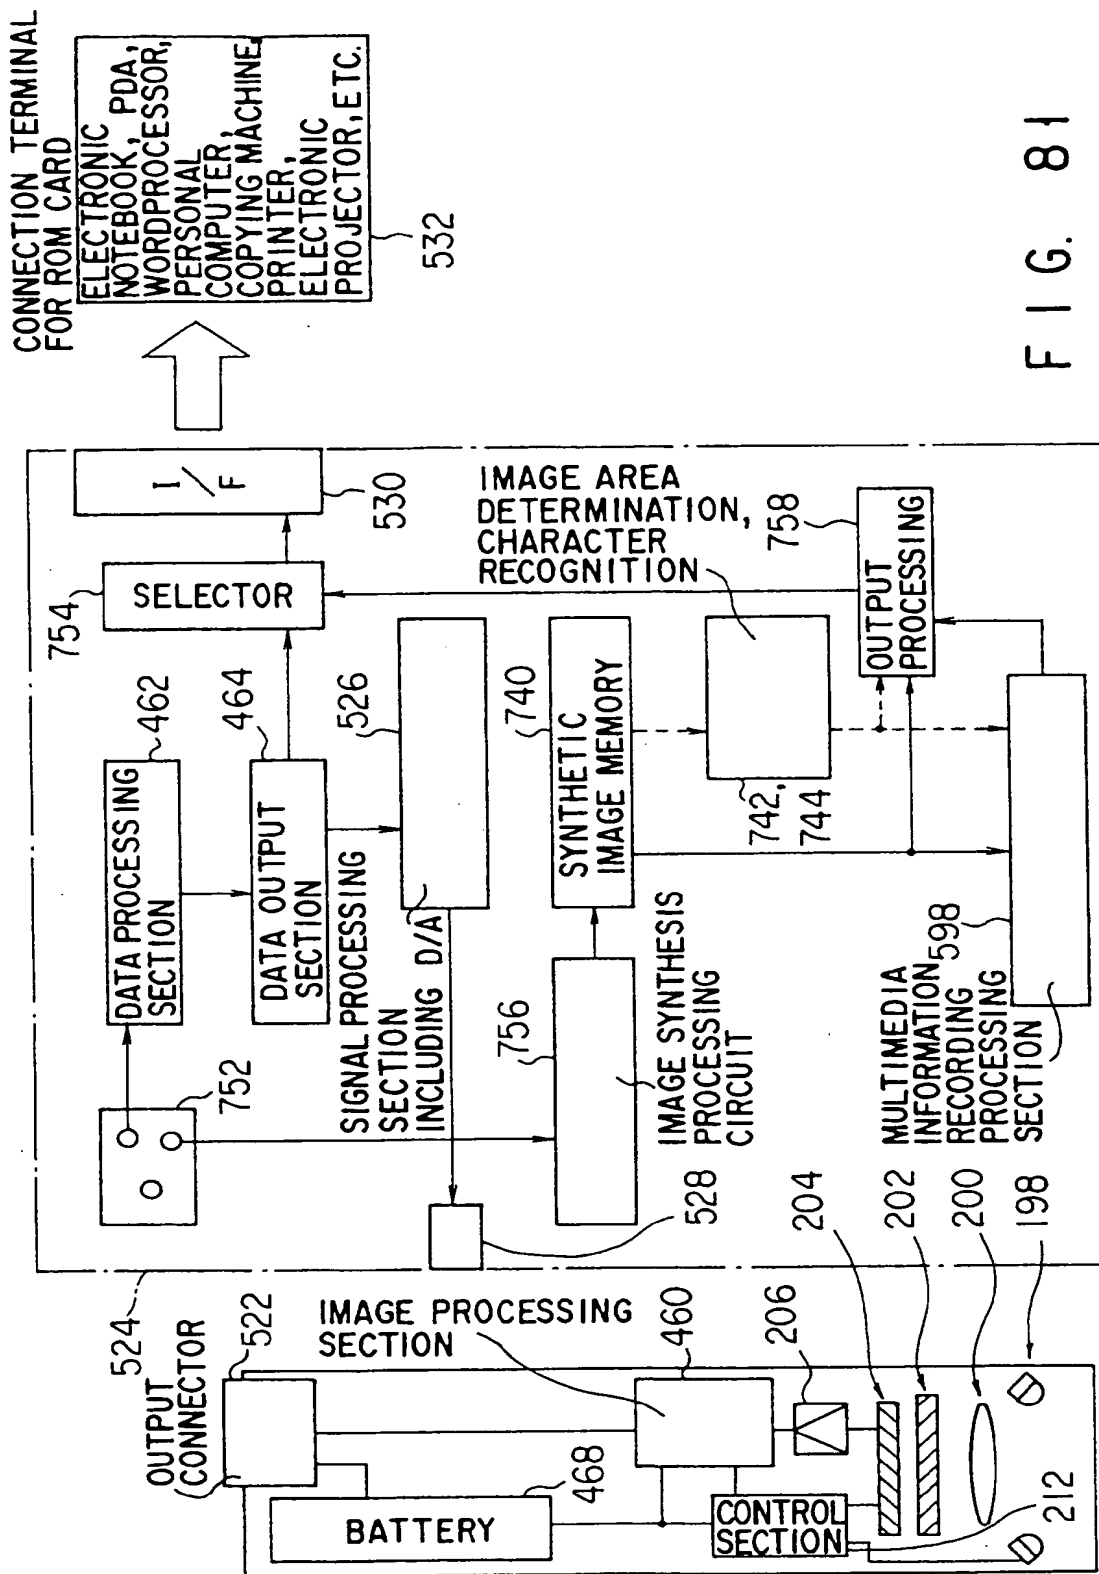 CONNECTION TERMINAL
FOR ROM CARD
ELECTRONIC
NOTEBOOK, PDA,
WORDPROCESSOR,
PERSONAL
COMPUTER,
COPYING MACHINE,
PRINTER,
ELECTRONIC
PROJECTOR, ETC.
532
I/F
530
754
SELECTOR
462
DATA PROCESSING
SECTION
464
DATA OUTPUT
SECTION
752
526
SIGNAL PROCESS
SECTION
INCLUDING D/A
528
IMAGE AREA
DETERMINATION,
CHARACTER
RECOGNITION
740
SYNTHETIC
IMAGE MEMORY
742,
744
758
OUTPUT
PROCESSING
756
IMAGE SYNTHESIS
PROCESSING
CIRCUIT
598
MULTIMEDIA
INFORMATION
RECORDING
PROCESSING
SECTION
524
OUTPUT
CONNECTOR
522
IMAGE PROCESSING
SECTION
460
206
204
202
200
198
468
BATTERY
CONTROL
SECTION
212
FIG. 81